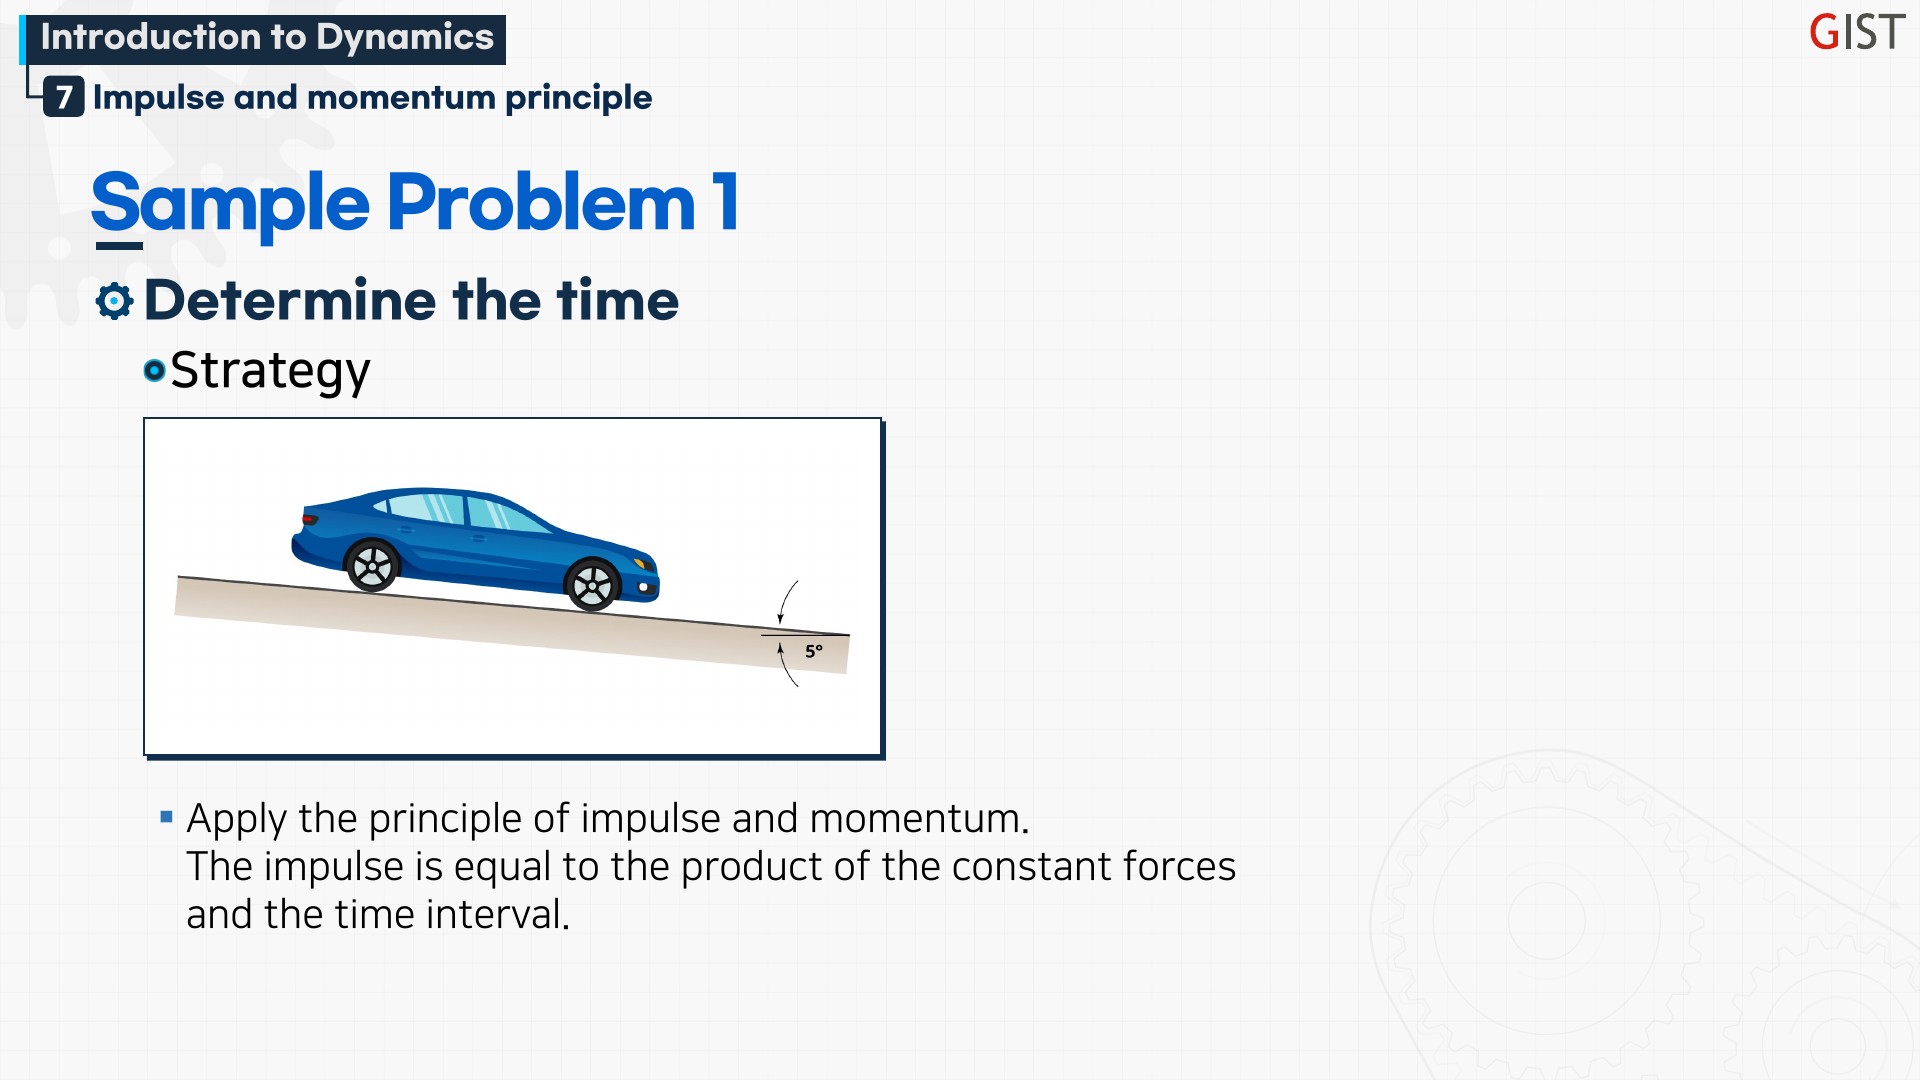 Introduction to Dynamics
GIST
7 Impulse and momentum principle
Sample Problem 1
Determine the time
Strategy
5°
Apply the principle of impulse and momentum.
The impulse is equal to the product of the constant forces
and the time interval.